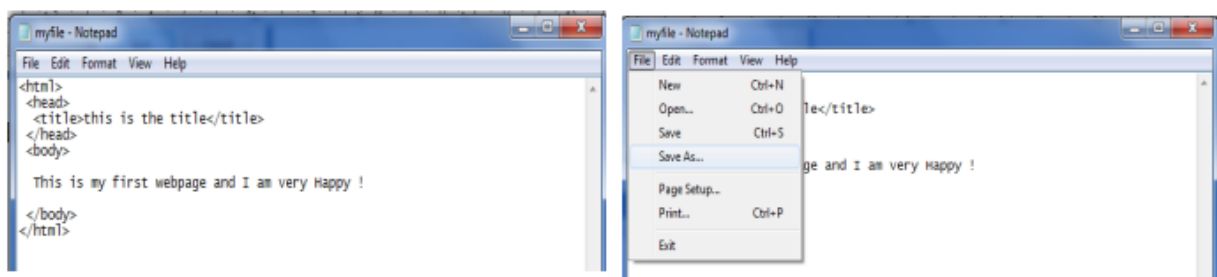 myfile - Notepad
File Edit Format View Help
<html>
<head>
<title>this is the title</title>
</head>
<body>
This is my first webpage and I am very Happy !
</body>
</html>
myfile - Notepad
File Edit Format View Help
New Ctrl+N
Open... Ctrl+O
Save Ctrl+S
Save As...
Page Setup...
Print... Ctrl+P
Exit
le</title>
ge and I am very Happy !